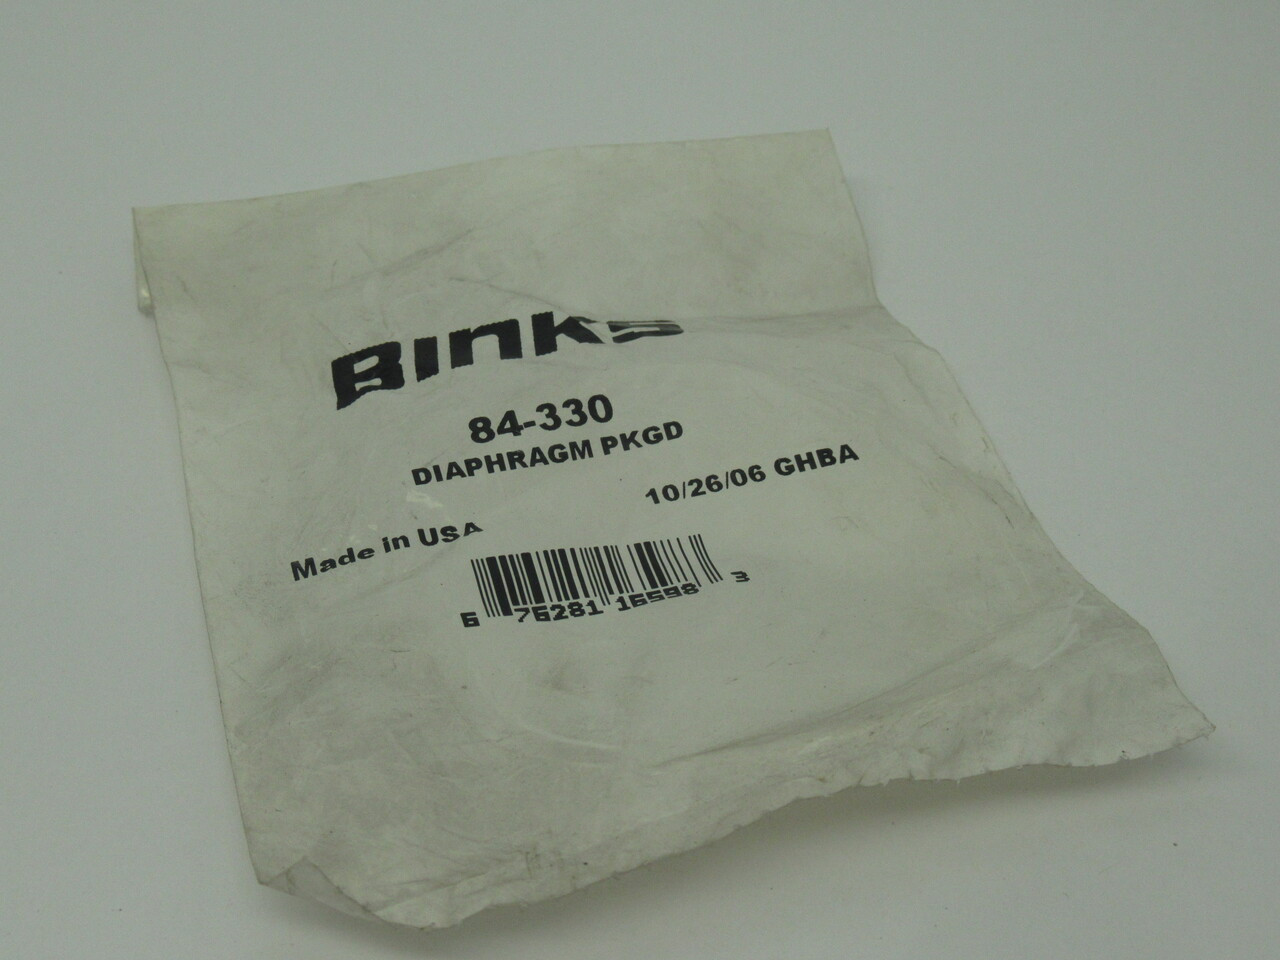 BINKS
84-330
DIAPHRAGM PKGD
10/26/06 GHBA
Made in USA
6 76281 16598 3